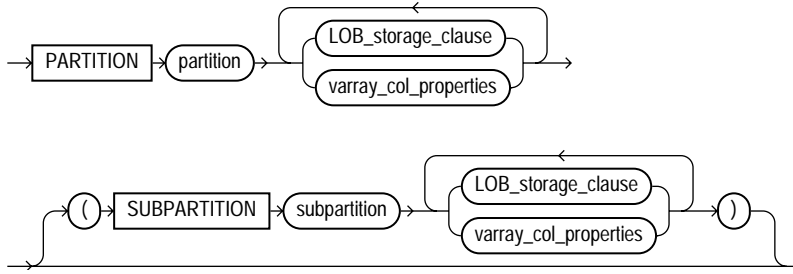 LOB_storage_clause
PARTITION partition
varray_col_properties
LOB_storage_clause
( SUBPARTITION subpartition )
varray_col_properties